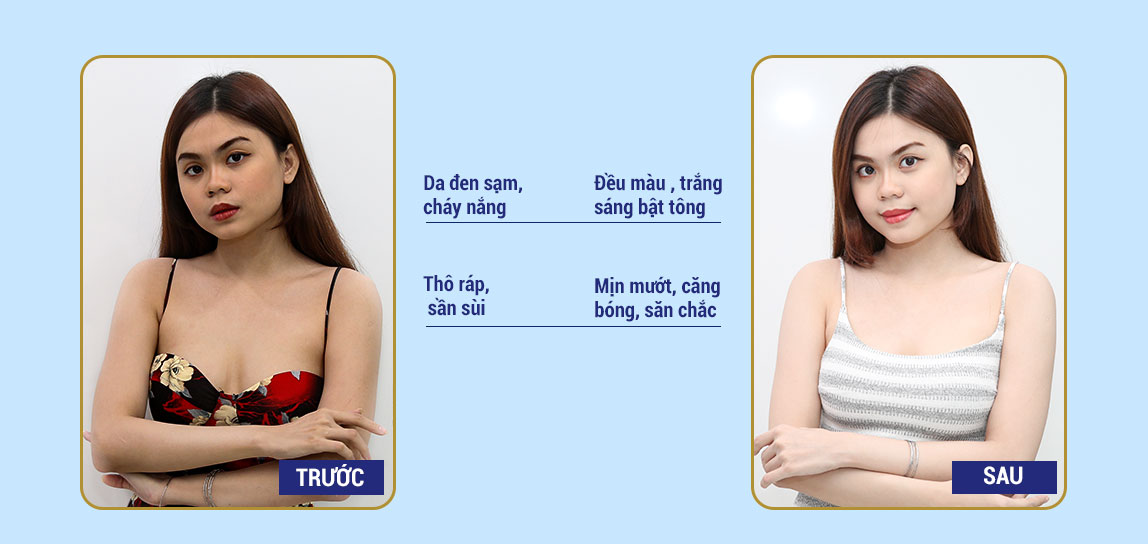 Da đen sạm,
cháy nắng
Đều màu , trắng
sáng bật tông
Thô ráp,
sần sùi
Mịn mướt, căng
bóng, săn chắc
TRƯỚC
SAU